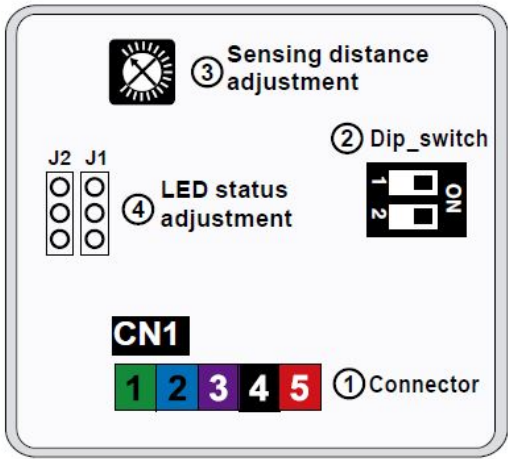 ③ Sensing distance
adjustment
② Dip_switch
1
2
ON
J2 J1
④ LED status
adjustment
CN1
1 2 3 4 5
① Connector